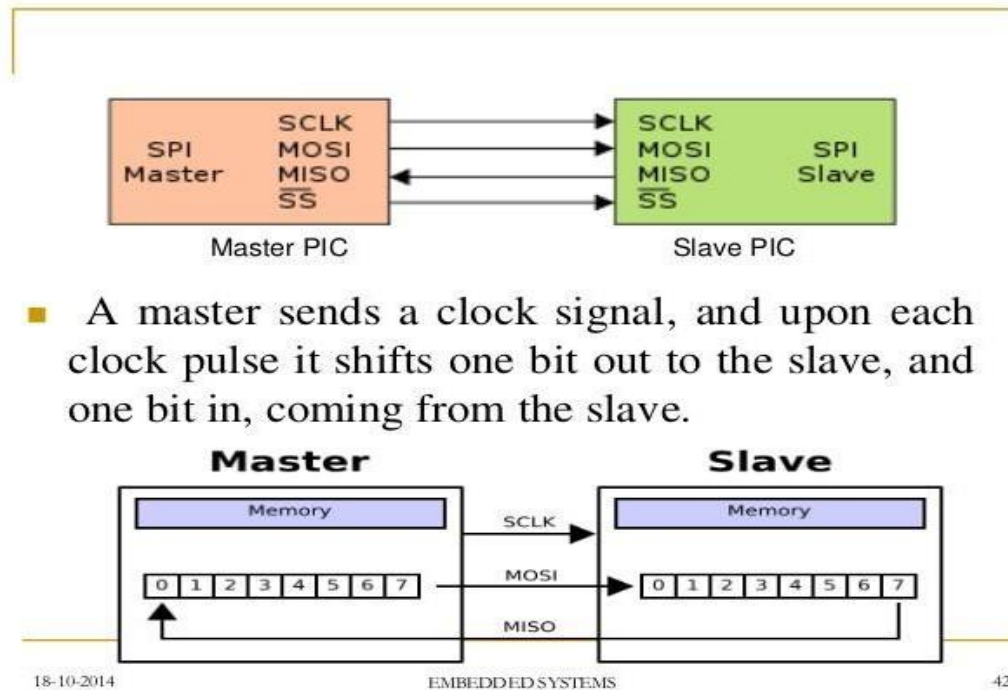 SCLK SCLK
SPI MOSI MOSI SPI
Master MISO MISO Slave
SS SS
Master PIC Slave PIC
A master sends a clock signal, and upon each
clock pulse it shifts one bit out to the slave, and
one bit in, coming from the slave.
Master Slave
Memory Memory
SCLK
0 1 2 3 4 5 6 7 MOSI 0 1 2 3 4 5 6 7
MISO
18-10-2014 EMBEDDED SYSTEMS